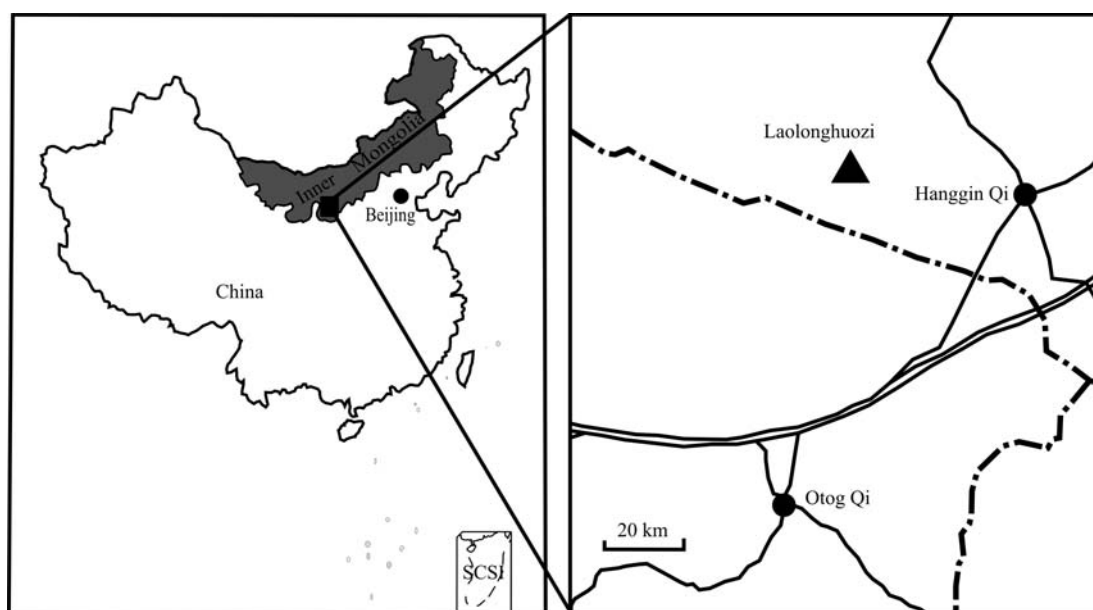 Inner Mongolia
Beijing
China
SCSI
Laolonghuozi
Hanggin Qi
Otog Qi
20 km